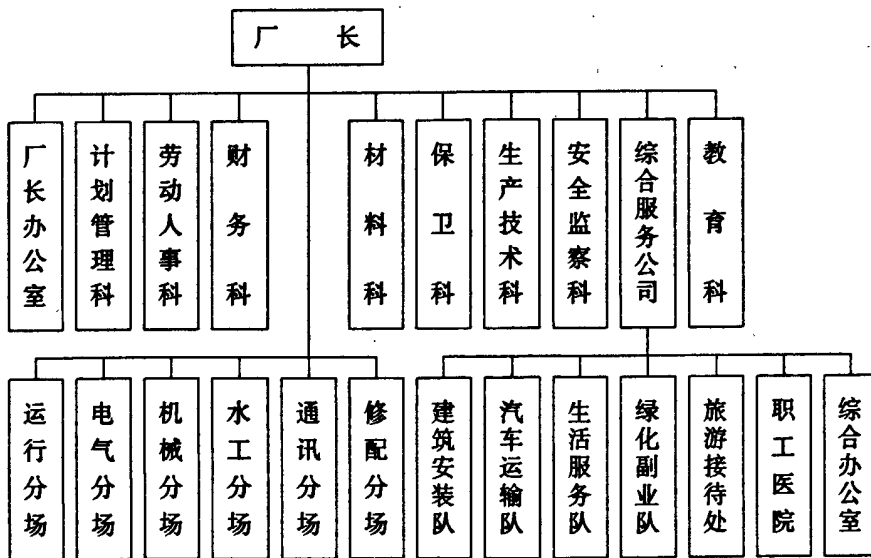 厂长
厂长办公室
计划管理科
劳动人事科
财务科
材料科
保卫科
生产技术科
安全监察科
综合服务公司
教育科
运行分场
电气分场
机械分场
水工分场
通讯分场
修配分场
建筑安装队
汽车运输队
生活服务队
绿化副业队
旅游接待处
职工医院
综合办公室